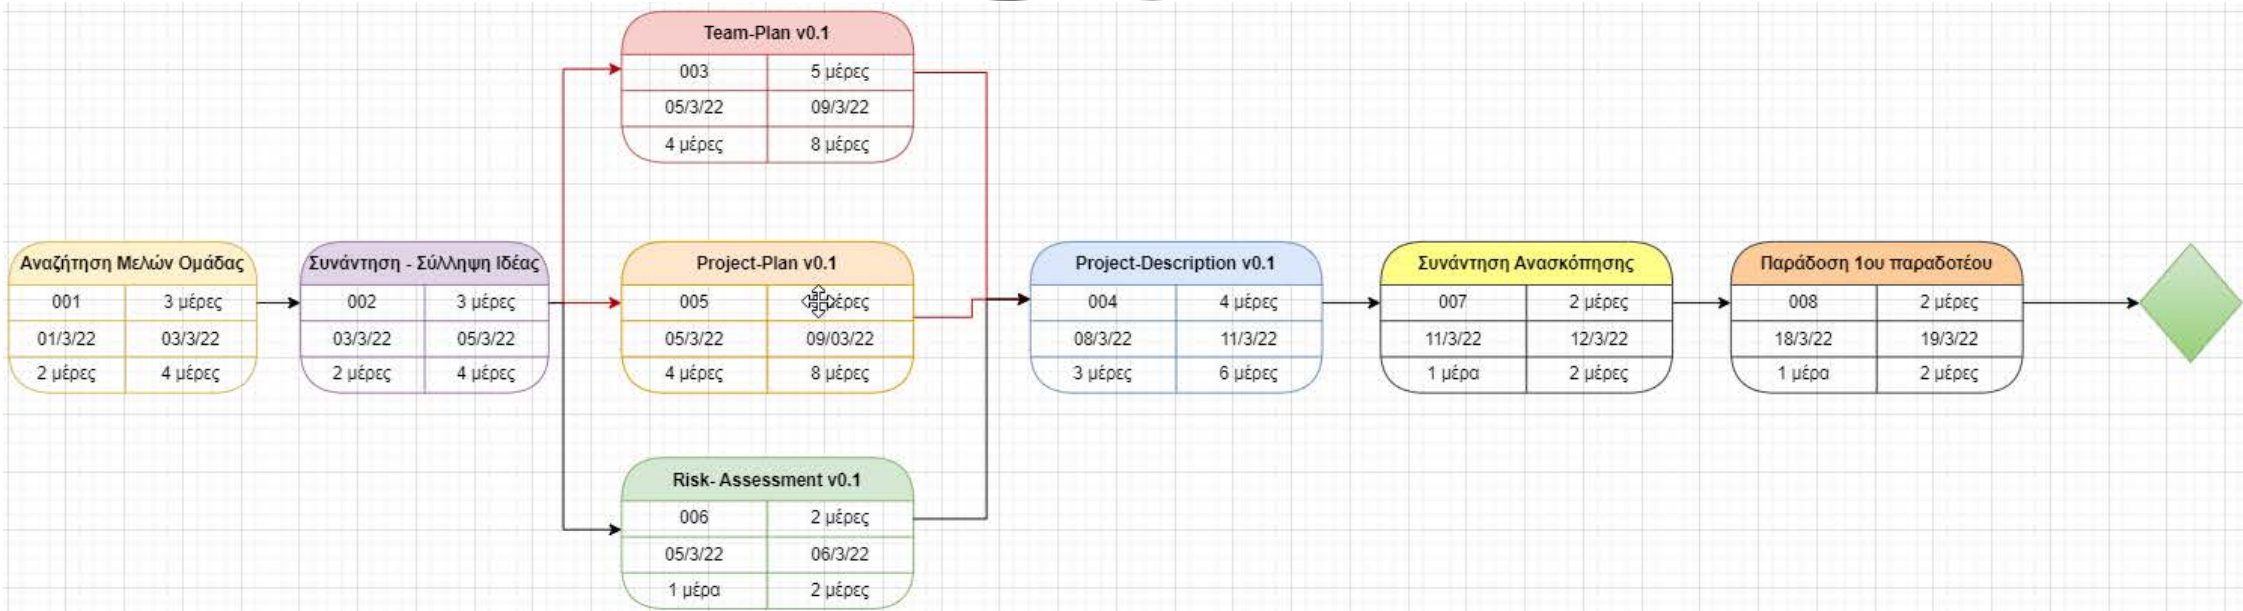 Team-Plan v0.1
003 5 μέρες
05/3/22 09/3/22
4 μέρες 8 μέρες
Αναζήτηση Μελών Ομάδας
001 3 μέρες
01/3/22 03/3/22
2 μέρες 4 μέρες
Συνάντηση - Σύλληψη Ιδέας
002 3 μέρες
03/3/22 05/3/22
2 μέρες 4 μέρες
Project-Plan v0.1
005
05/3/22 09/03/22
4 μέρες 8 μέρες
Risk- Assessment v0.1
006 2 μέρες
05/3/22 06/3/22
1 μέρα 2 μέρες
Project-Description v0.1
004 4 μέρες
08/3/22 11/3/22
3 μέρες 6 μέρες
Συνάντηση Ανασκόπησης
007 2 μέρες
11/3/22 12/3/22
1 μέρα 2 μέρες
Παράδοση 1ου παραδοτέου
008 2 μέρες
18/3/22 19/3/22
1 μέρα 2 μέρες